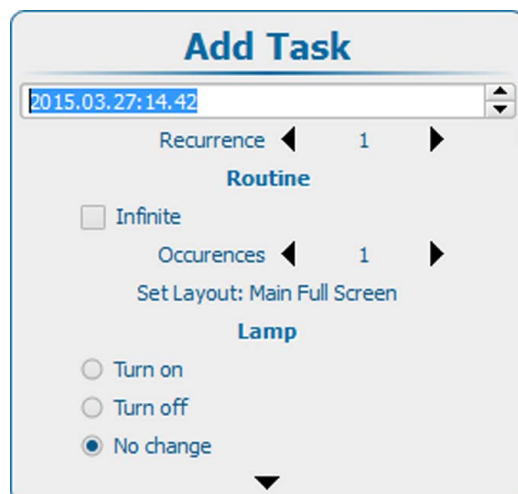 Add Task
2015.03.27:14.42
Recurrence 1
Routine
Infinite
Occurences 1
Set Layout: Main Full Screen
Lamp
Turn on
Turn off
No change